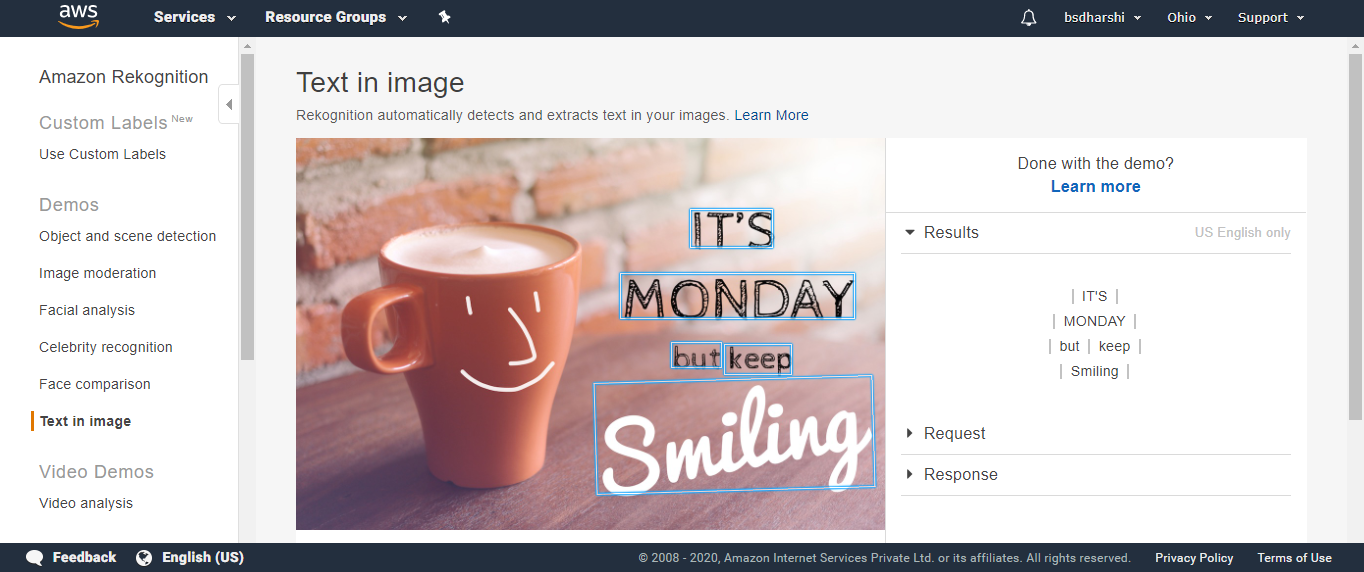 aws
Services
Resource Groups
bsdharshi
Ohio
Support
Amazon Rekognition
Custom Labels New
Use Custom Labels
Demos
Object and scene detection
Image moderation
Facial analysis
Celebrity recognition
Face comparison
Text in image
Video Demos
Video analysis
Text in image
Rekognition automatically detects and extracts text in your images. Learn More
IT'S
MONDAY
but keep
Smiling
Done with the demo?
Learn more
Results
US English only
| IT'S |
| MONDAY |
| but | keep |
| Smiling |
Request
Response
Feedback
English (US)
© 2008 - 2020, Amazon Internet Services Private Ltd. or its affiliates. All rights reserved.
Privacy Policy
Terms of Use